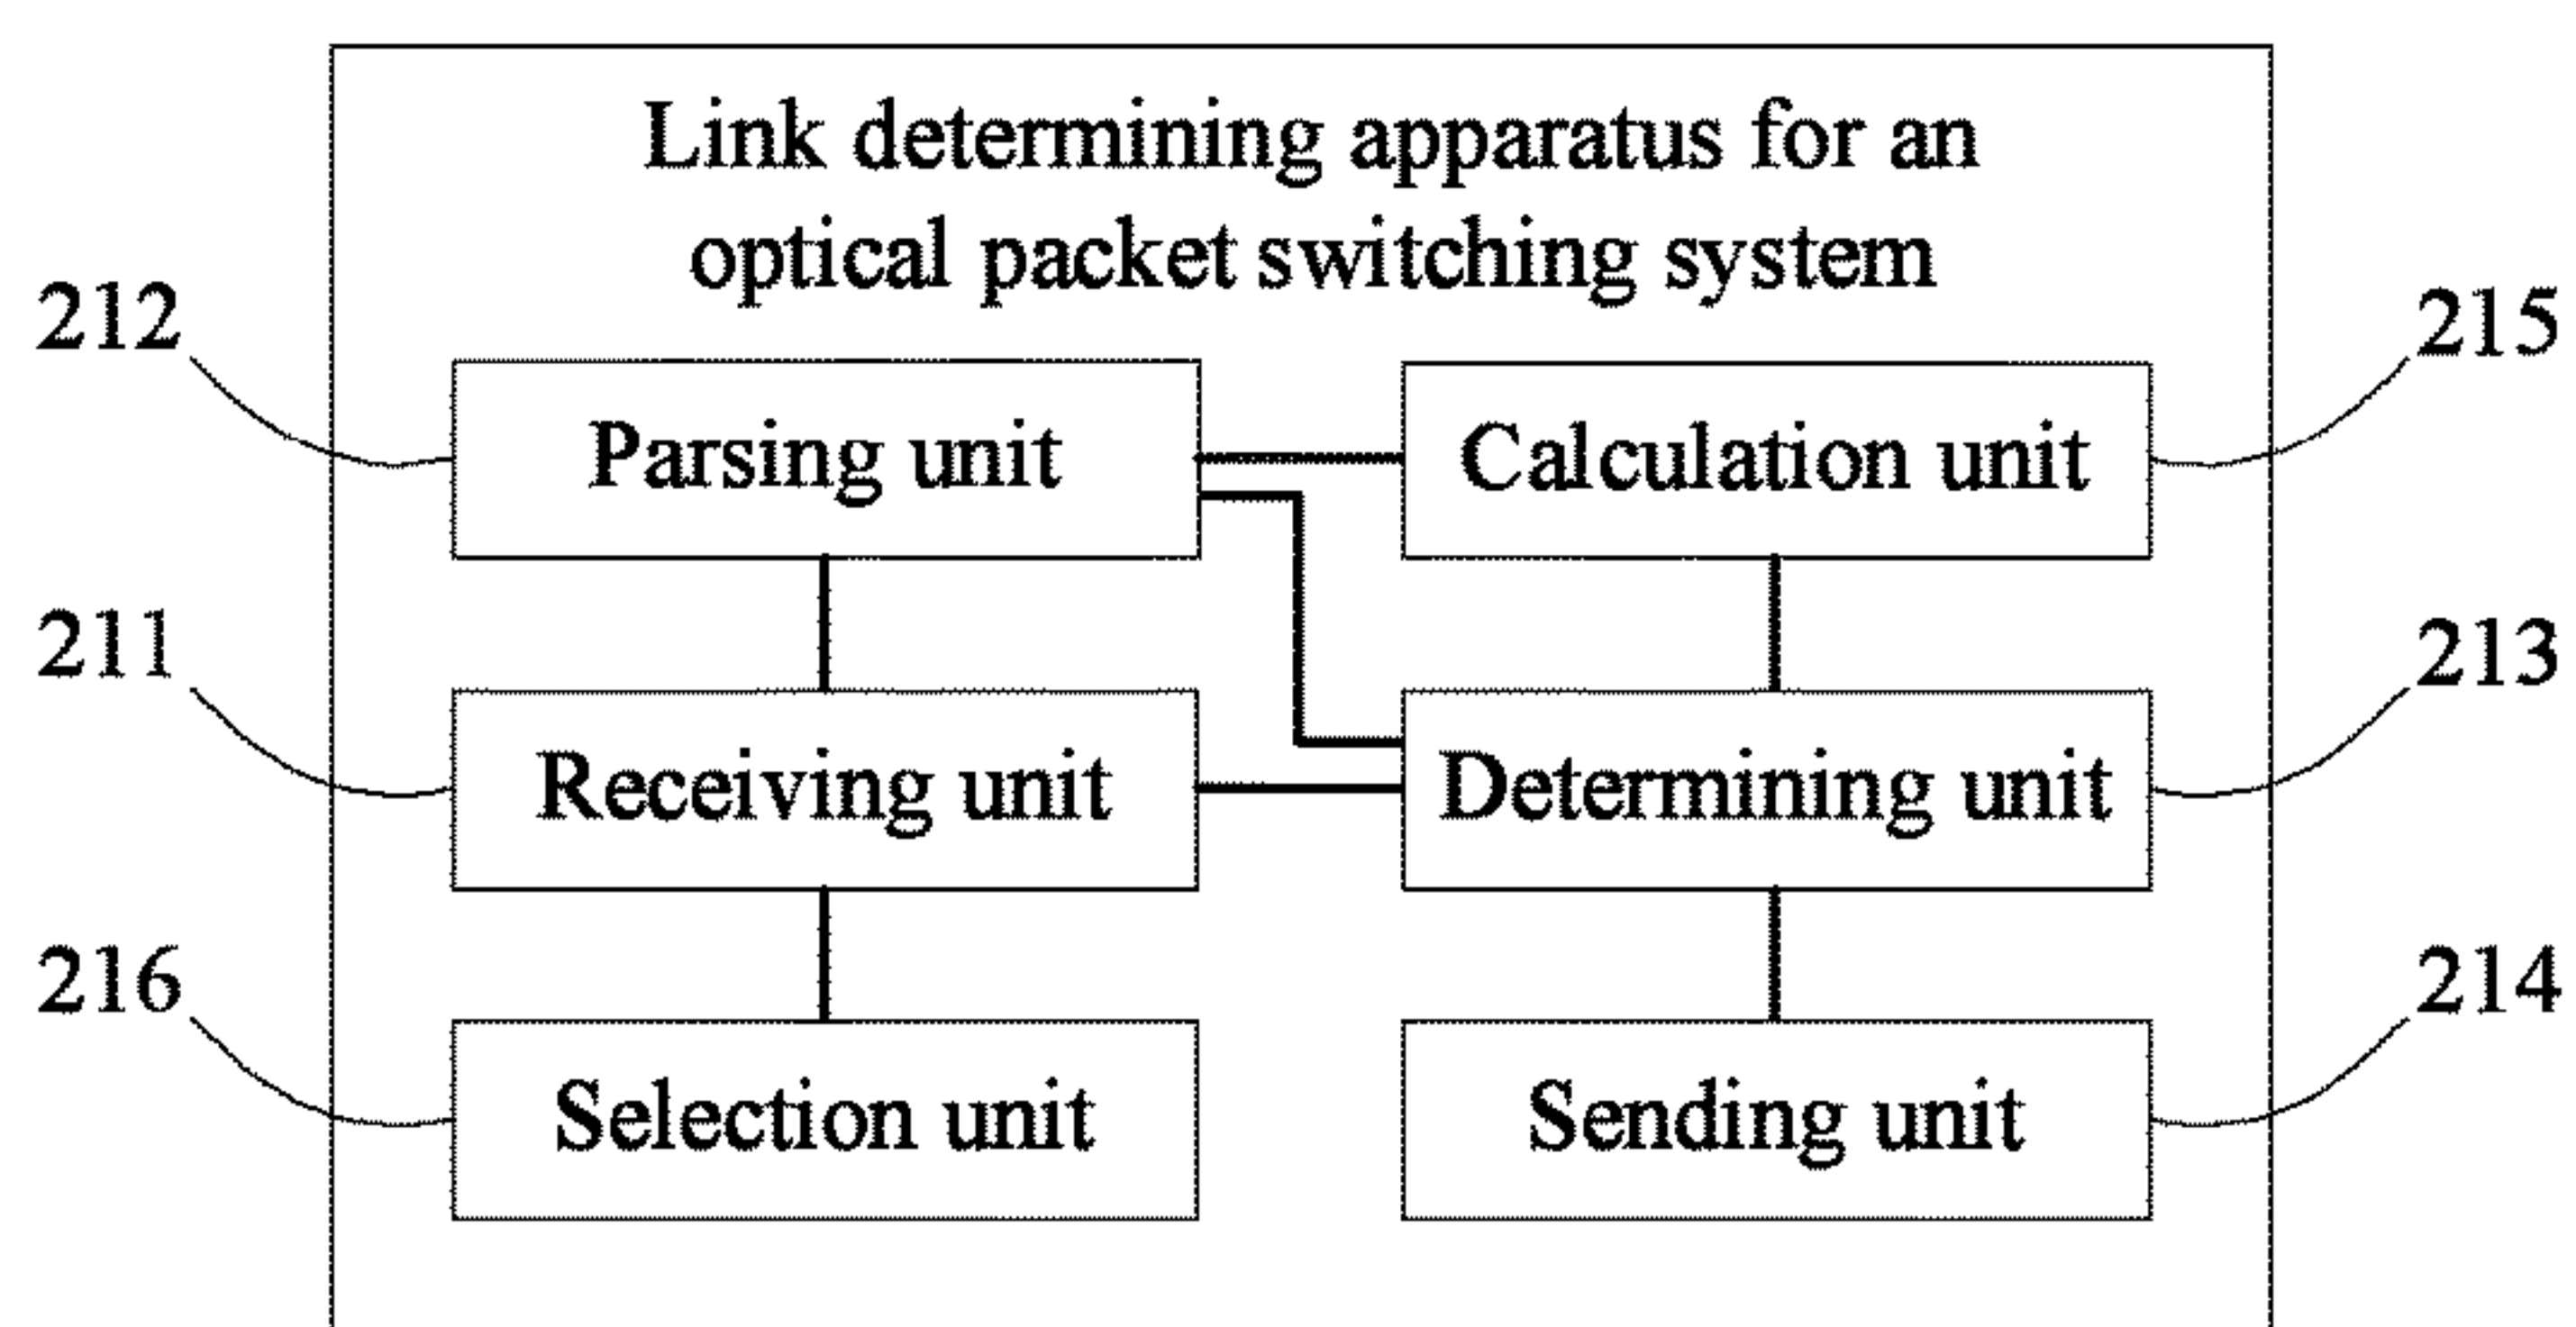 Link determining apparatus for an
optical packet switching system
212
215
Parsing unit
Calculation unit
211
213
Receiving unit
Determining unit
216
214
Selection unit
Sending unit